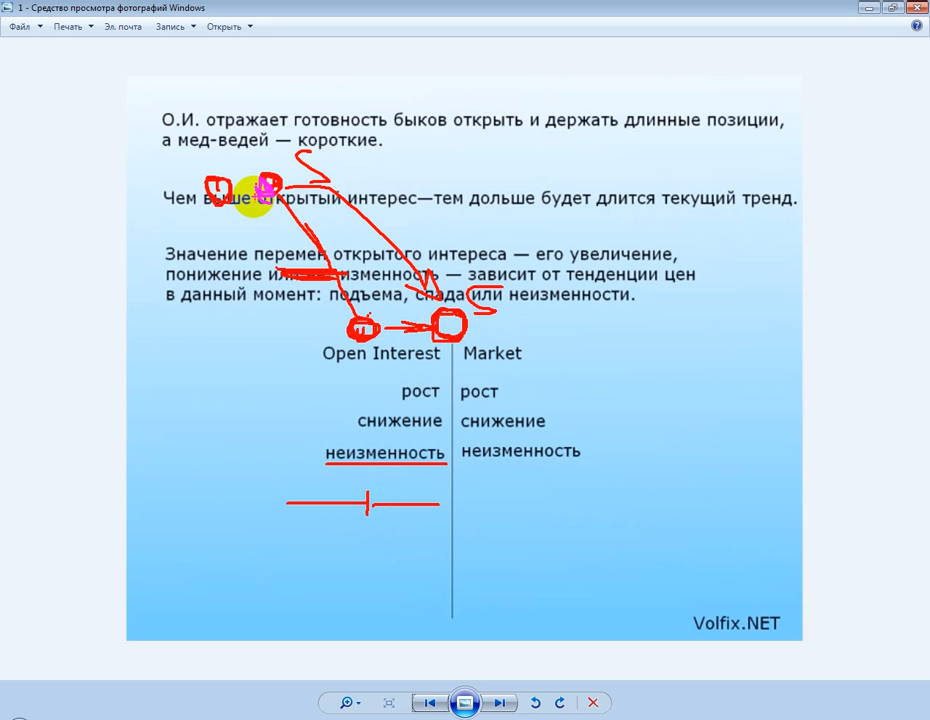 1 - Средство просмотра фотографий Windows
Файл Печать Эл. почта Запись Открыть
О.И. отражает готовность быков открыть и держать длинные позиции,
а мед-ведей — короткие.
Чем выше открытый интерес—тем дольше будет длится текущий тренд.
Значение перемен открытого интереса — его увеличение,
понижение или неизменность — зависит от тенденции цен
в данный момент: подъема, спада или неизменности.
Open Interest Market
рост рост
снижение снижение
неизменность неизменность
Volfix.NET